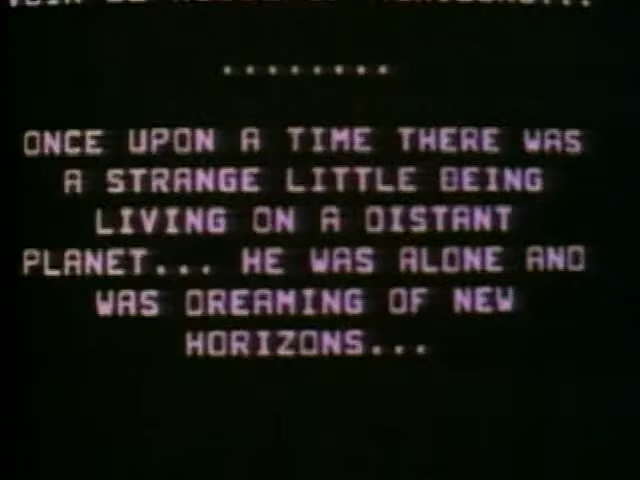 ........
ONCE UPON A TIME THERE WAS
A STRANGE LITTLE BEING
LIVING ON A DISTANT
PLANET... HE WAS ALONE AND
WAS DREAMING OF NEW
HORIZONS...